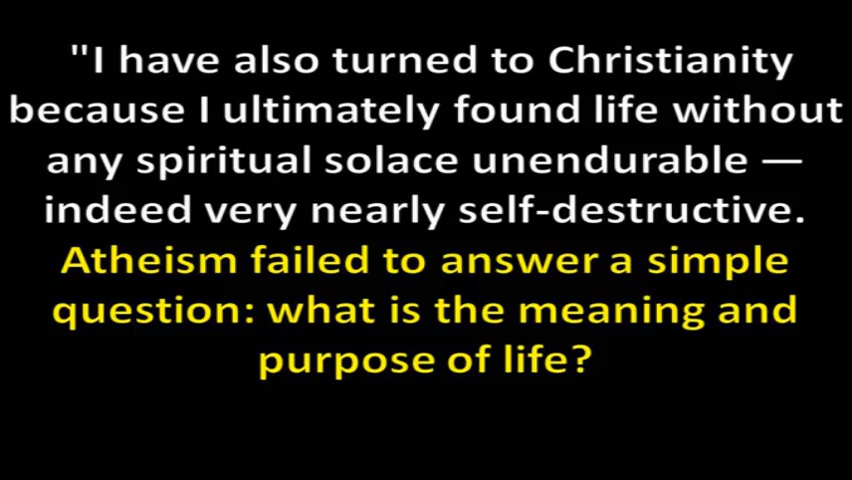 "I have also turned to Christianity
because I ultimately found life without
any spiritual solace unendurable —
indeed very nearly self-destructive.
Atheism failed to answer a simple
question: what is the meaning and
purpose of life?